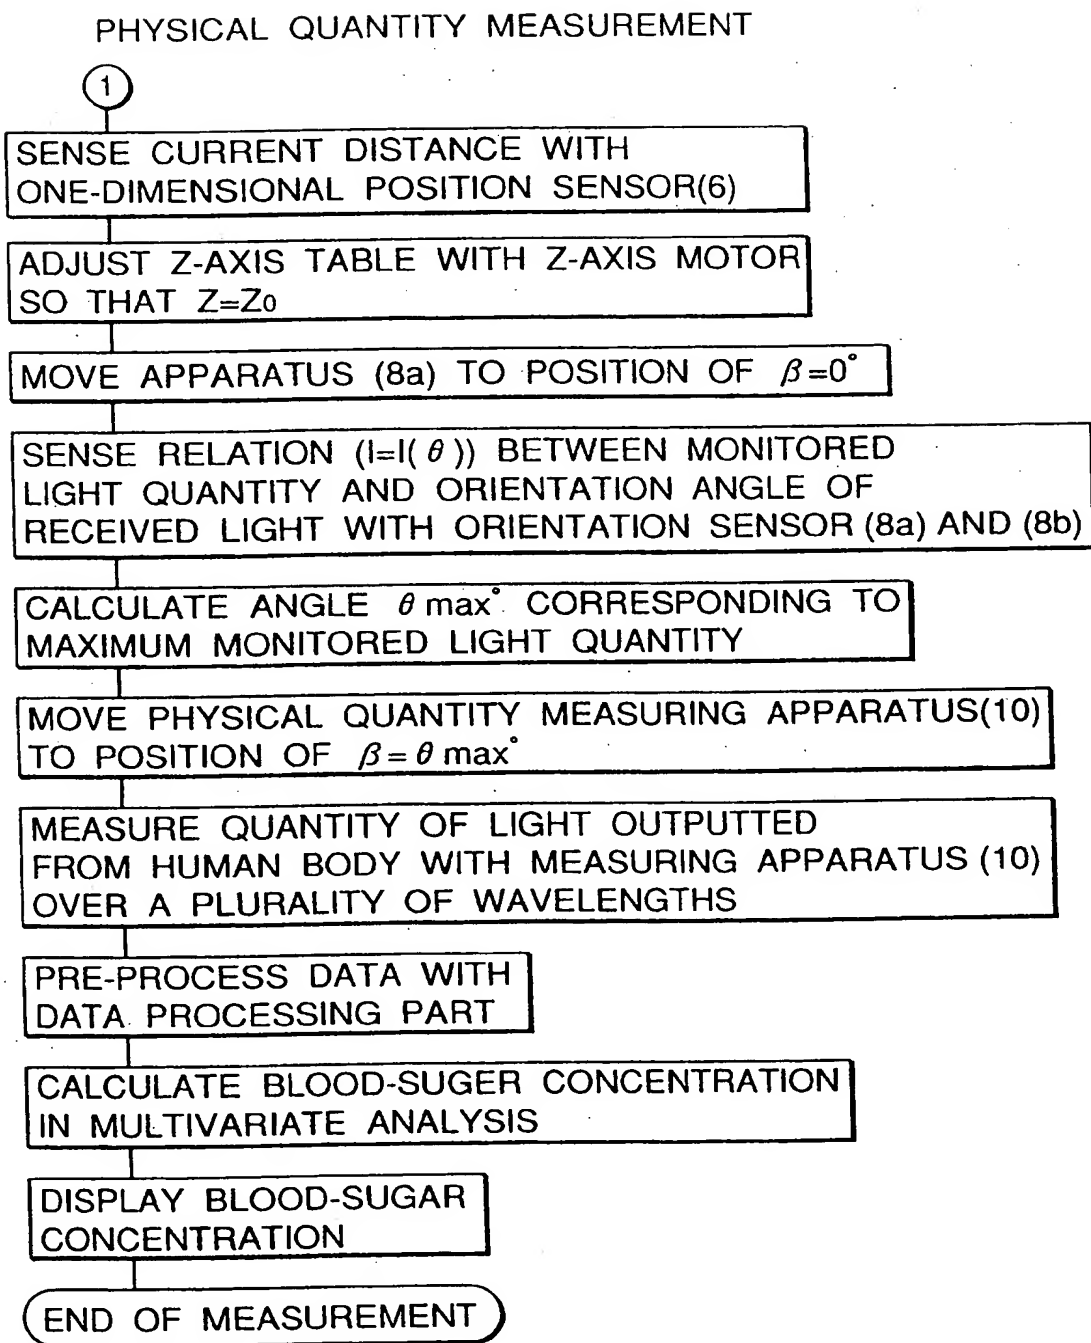 PHYSICAL QUANTITY MEASUREMENT
1
SENSE CURRENT DISTANCE WITH
ONE-DIMENSIONAL POSITION SENSOR(6)
ADJUST Z-AXIS TABLE WITH Z-AXIS MOTOR
SO THAT Z=Z0
MOVE APPARATUS (8a) TO POSITION OF β=0°
SENSE RELATION (I=I(θ)) BETWEEN MONITORED
LIGHT QUANTITY AND ORIENTATION ANGLE OF
RECEIVED LIGHT WITH ORIENTATION SENSOR (8a) AND (8b)
CALCULATE ANGLE θ max° CORRESPONDING TO
MAXIMUM MONITORED LIGHT QUANTITY
MOVE PHYSICAL QUANTITY MEASURING APPARATUS(10)
TO POSITION OF β=θ max°
MEASURE QUANTITY OF LIGHT OUTPUTTED
FROM HUMAN BODY WITH MEASURING APPARATUS (10)
OVER A PLURALITY OF WAVELENGTHS
PRE-PROCESS DATA WITH
DATA PROCESSING PART
CALCULATE BLOOD-SUGER CONCENTRATION
IN MULTIVARIATE ANALYSIS
DISPLAY BLOOD-SUGAR
CONCENTRATION
END OF MEASUREMENT